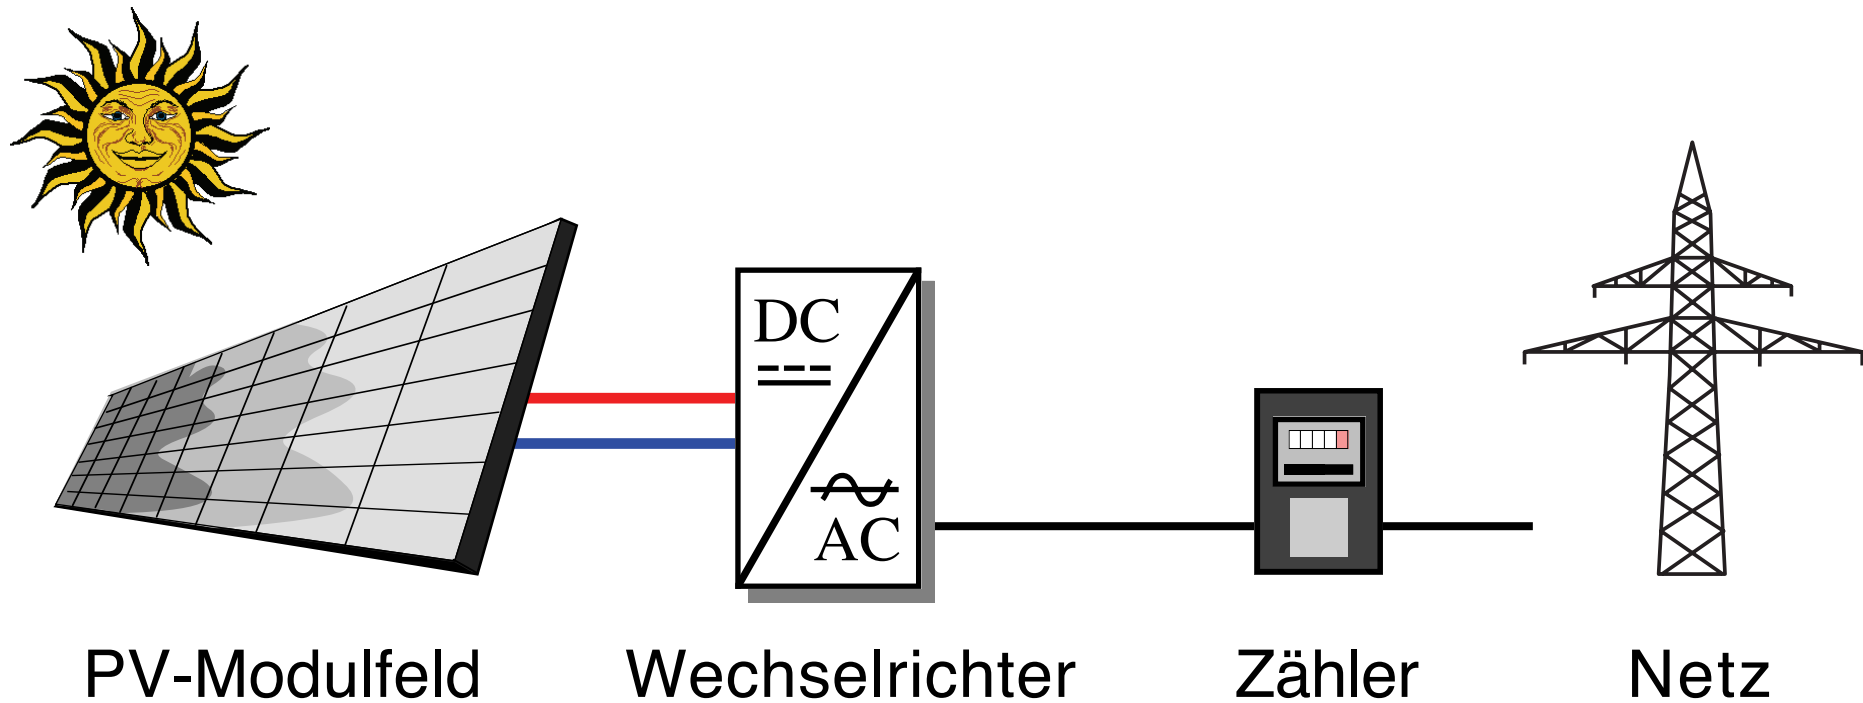 DC
AC
PV-Modulfeld
Wechselrichter
Zähler
Netz